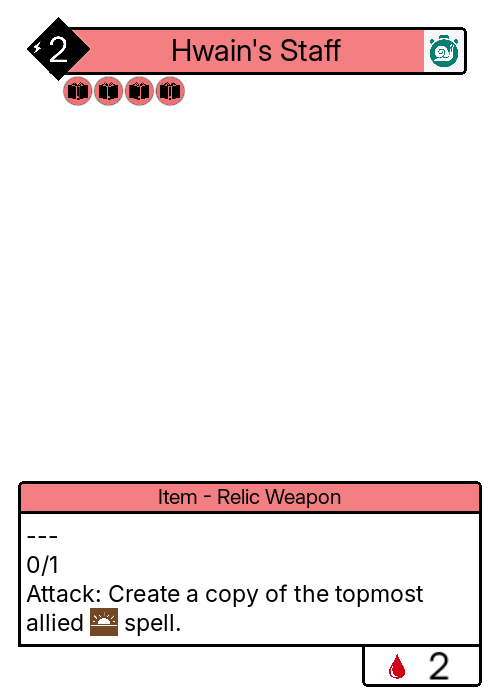 2
Hwain's Staff
Item - Relic Weapon
---
0/1
Attack: Create a copy of the topmost
allied spell.
2